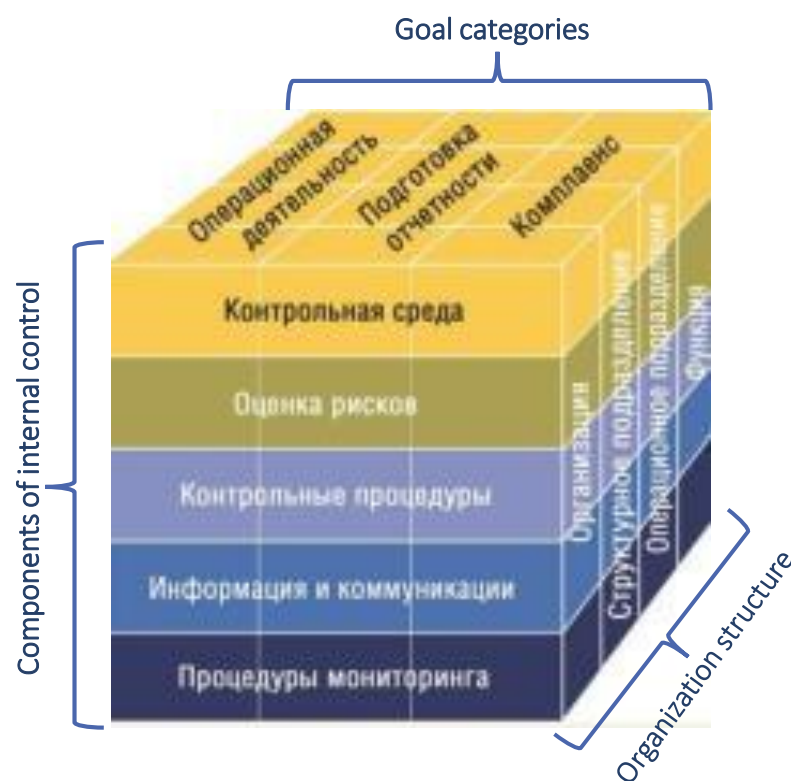 Goal categories
Операционная
деятельность
Подготовка
отчетности
Комплаенс
Components of internal control
Контрольная среда
Оценка рисков
Контрольные процедуры
Информация и коммуникации
Процедуры мониторинга
Организация
Структурное подразделение
Операционное подразделение
Функция
Organization structure